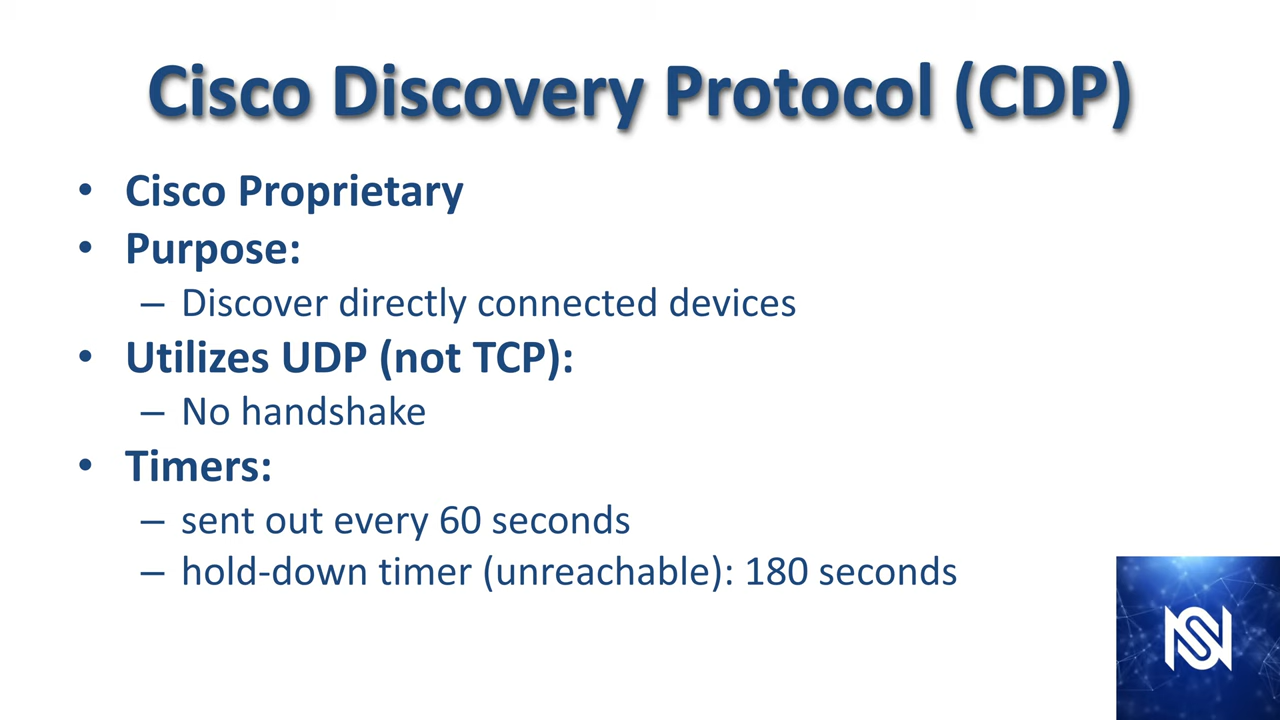 Cisco Discovery Protocol (CDP)
• Cisco Proprietary
• Purpose:
– Discover directly connected devices
• Utilizes UDP (not TCP):
– No handshake
• Timers:
– sent out every 60 seconds
– hold-down timer (unreachable): 180 seconds